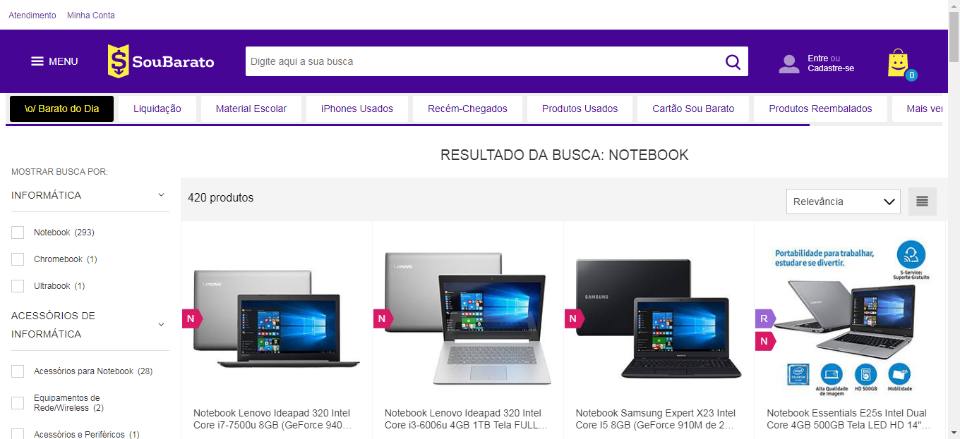 Atendimento Minha Conta
MENU SouBarato Digite aqui a sua busca Entre ou
Cadastre-se
0
\o/ Barato do Dia Liquidação Material Escolar iPhones Usados Recém-Chegados Produtos Usados Cartão Sou Barato Produtos Reembalados Mais ver
RESULTADO DA BUSCA: NOTEBOOK
MOSTRAR BUSCA POR:
INFORMÁTICA
Notebook (293)
Chromebook (1)
Ultrabook (1)
ACESSÓRIOS DE
INFORMÁTICA
Acessórios para Notebook (28)
Equipamentos de
Rede/Wireless (2)
Acessórios e Periféricos (1)
420 produtos
Relevância
N
Notebook Lenovo Ideapad 320 Intel
Core i7-7500u 8GB (GeForce 940...
Lenovo
N
Notebook Lenovo Ideapad 320 Intel
Core i3-6006u 4GB 1TB Tela FULL...
SAMSUNG
N
Notebook Samsung Expert X23 Intel
Core I5 8GB (GeForce 910M de 2...
Portabilidade para trabalhar,
estudar e se divertir.
S-Service:
Suporte Gratuito
R
N
Alta Qualidade
de Imagem
HD 500GB
Mobilidade
Notebook Essentials E25s Intel Dual
Core 4GB 500GB Tela LED HD 14"...